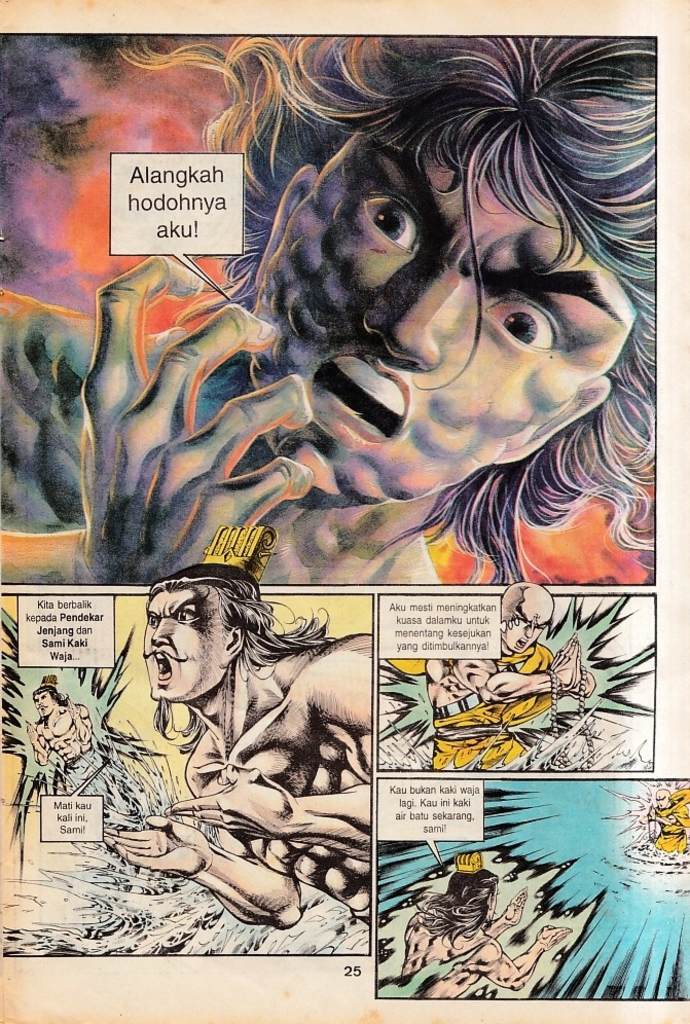 Alangkah
hodohnya
aku!
Kita berbalik
kepada Pendekar
Jenjang dan
Sami Kaki
Waja...
Mati kau
kali ini,
Sami!
Aku mesti meningkatkan
kuasa dalamku untuk
menentang kesejukan
yang ditimbulkannya!
Kau bukan kaki waja
lagi. Kau ini kaki
air batu sekarang,
sami!
25